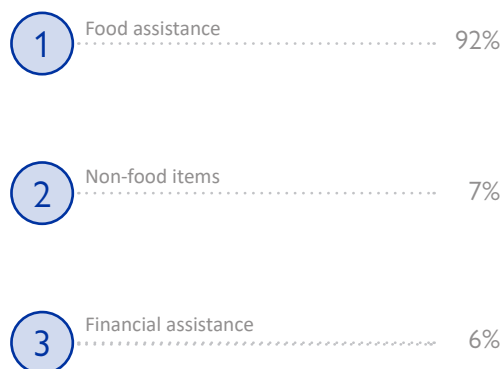 1 Food assistance 92%
2 Non-food items 7%
3 Financial assistance 6%